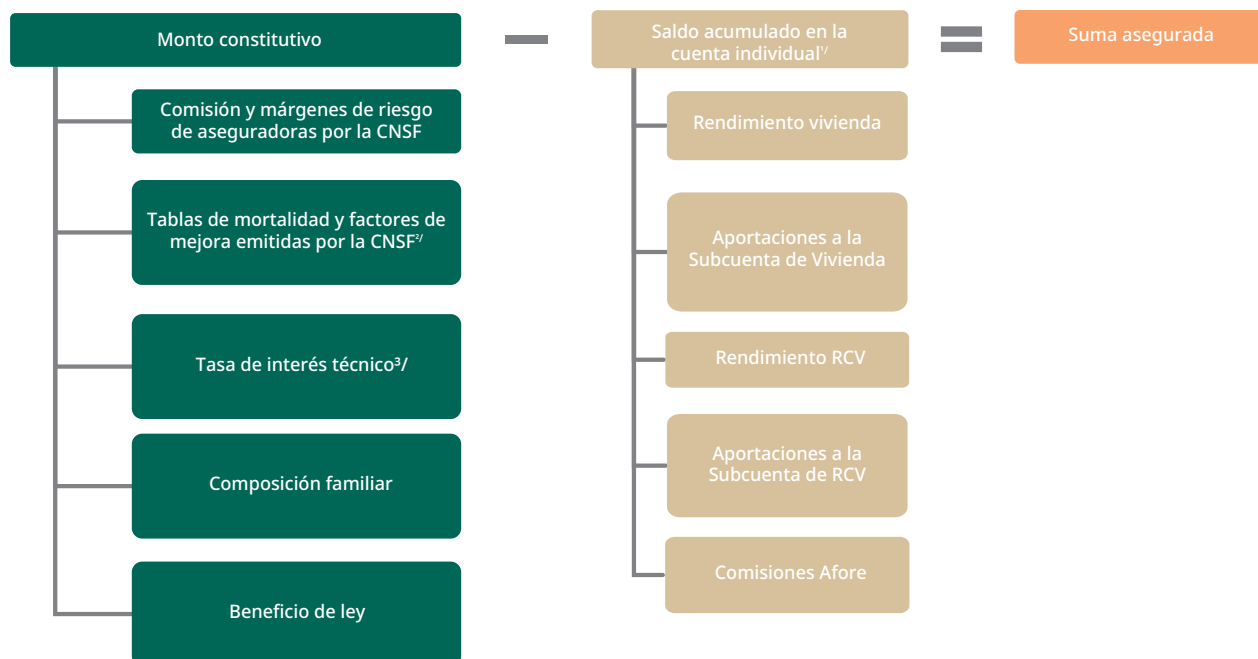 Monto constitutivo
Comisión y márgenes de riesgo
de aseguradoras por la CNSF
Tablas de mortalidad y factores de
mejora emitidas por la CNSF²/
Tasa de interés técnico³/
Composición familiar
Beneficio de ley
Saldo acumulado en la
cuenta individual¹/
Rendimiento vivienda
Aportaciones a la
Subcuenta de Vivienda
Rendimiento RCV
Aportaciones a la
Subcuenta de RCV
Comisiones Afore
Suma asegurada